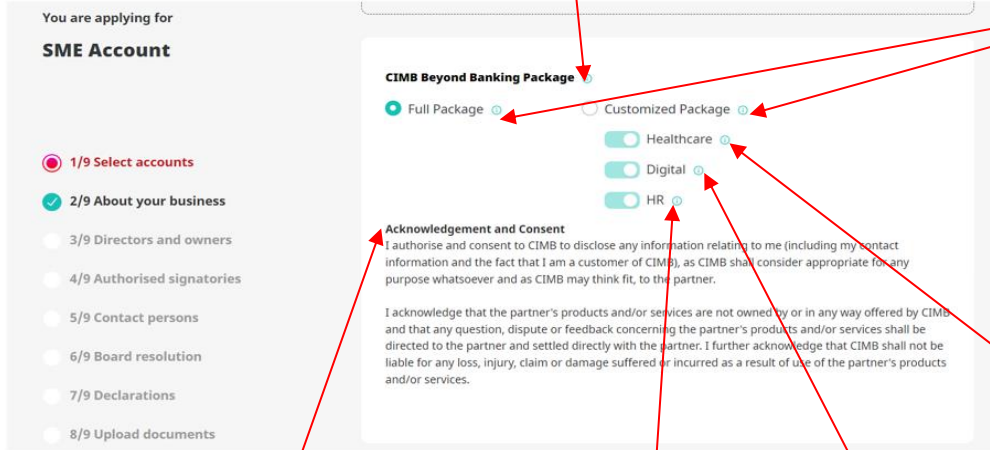 You are applying for
SME Account
1/9 Select accounts
2/9 About your business
3/9 Directors and owners
4/9 Authorised signatories
5/9 Contact persons
6/9 Board resolution
7/9 Declarations
8/9 Upload documents
CIMB Beyond Banking Package
Full Package
Customized Package
Healthcare
Digital
HR
Acknowledgement and Consent
I authorise and consent to CIMB to disclose any information relating to me (including my contact
information and the fact that I am a customer of CIMB), as CIMB shall consider appropriate for any
purpose whatsoever and as CIMB may think fit, to the partner.
I acknowledge that the partner's products and/or services are not owned by or in any way offered by CIMB
and that any question, dispute or feedback concerning the partner's products and/or services shall be
directed to the partner and settled directly with the partner. I further acknowledge that CIMB shall not be
liable for any loss, injury, claim or damage suffered or incurred as a result of use of the partner's products
and/or services.